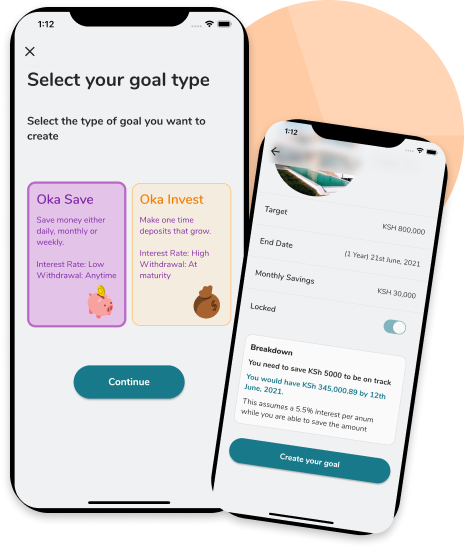 1:12
Select your goal type
Select the type of goal you want to
create
Oka Save
Save money either
daily, monthly or
weekly.
Interest Rate: Low
Withdrawal: Anytime
Oka Invest
Make one time
deposits that grow.
Interest Rate: High
Withdrawal: At
maturity
Continue
1:12
Target
KSH 800,000
End Date
(1 Year) 21st June, 2021
Monthly Savings
KSH 30,000
Locked
Breakdown
You need to save KSh 5000 to be on track
You would have KSh 345,000.89 by 12th
June, 2021.
This assumes a 5.5% interest per anum
while you are able to save the amount
Create your goal